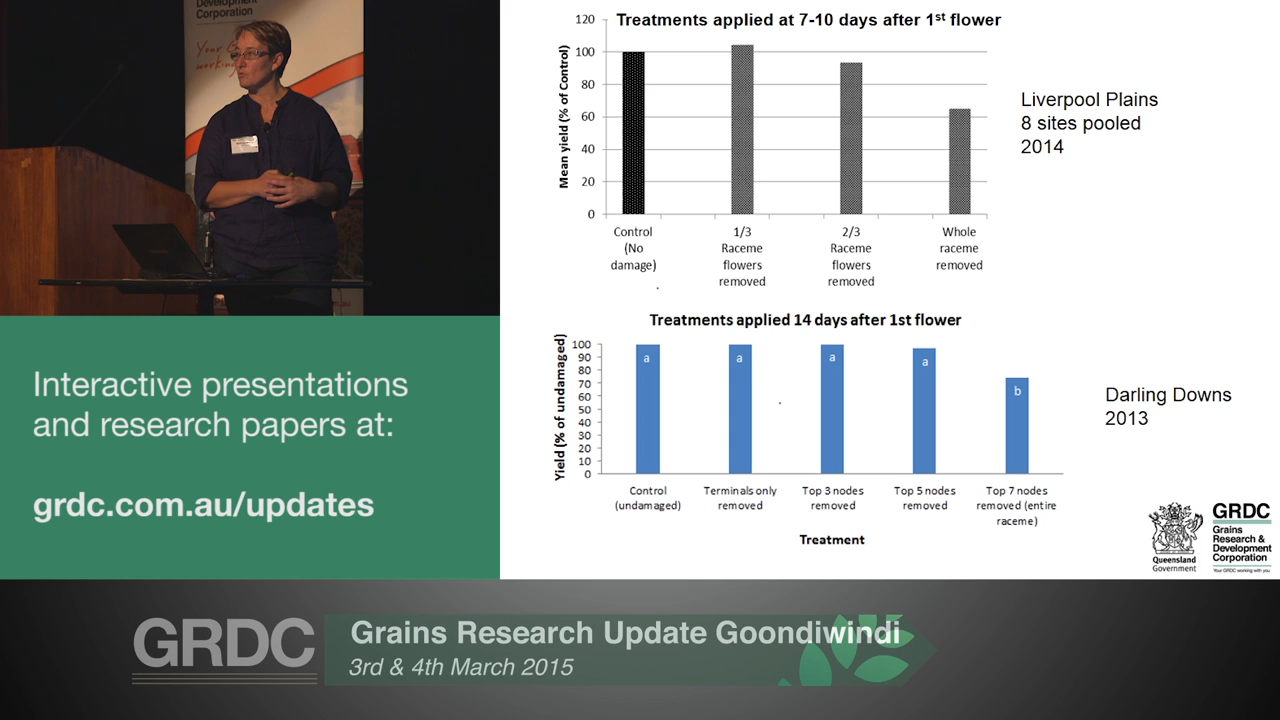 Development
Corporation
Your G
working
Interactive presentations
and research papers at:
grdc.com.au/updates
Treatments applied at 7-10 days after 1st flower
Mean yield (% of Control)
120
100
80
60
40
20
0
Control
(No
damage)
1/3
Raceme
flowers
removed
2/3
Raceme
flowers
removed
Whole
raceme
removed
Liverpool Plains
8 sites pooled
2014
Treatments applied 14 days after 1st flower
Yield (% of undamaged)
100
90
80
70
60
50
40
30
20
10
0
a
a
a
a
b
Control
(undamaged)
Terminals only
removed
Top 3 nodes
removed
Top 5 nodes
removed
Top 7 nodes
removed (entire
raceme)
Treatment
Darling Downs
2013
Queensland
Government
GRDC
Grains
Research &
Development
Corporation
Your GRDC working with you
GRDC
Grains Research Update Goondiwindi
3rd & 4th March 2015